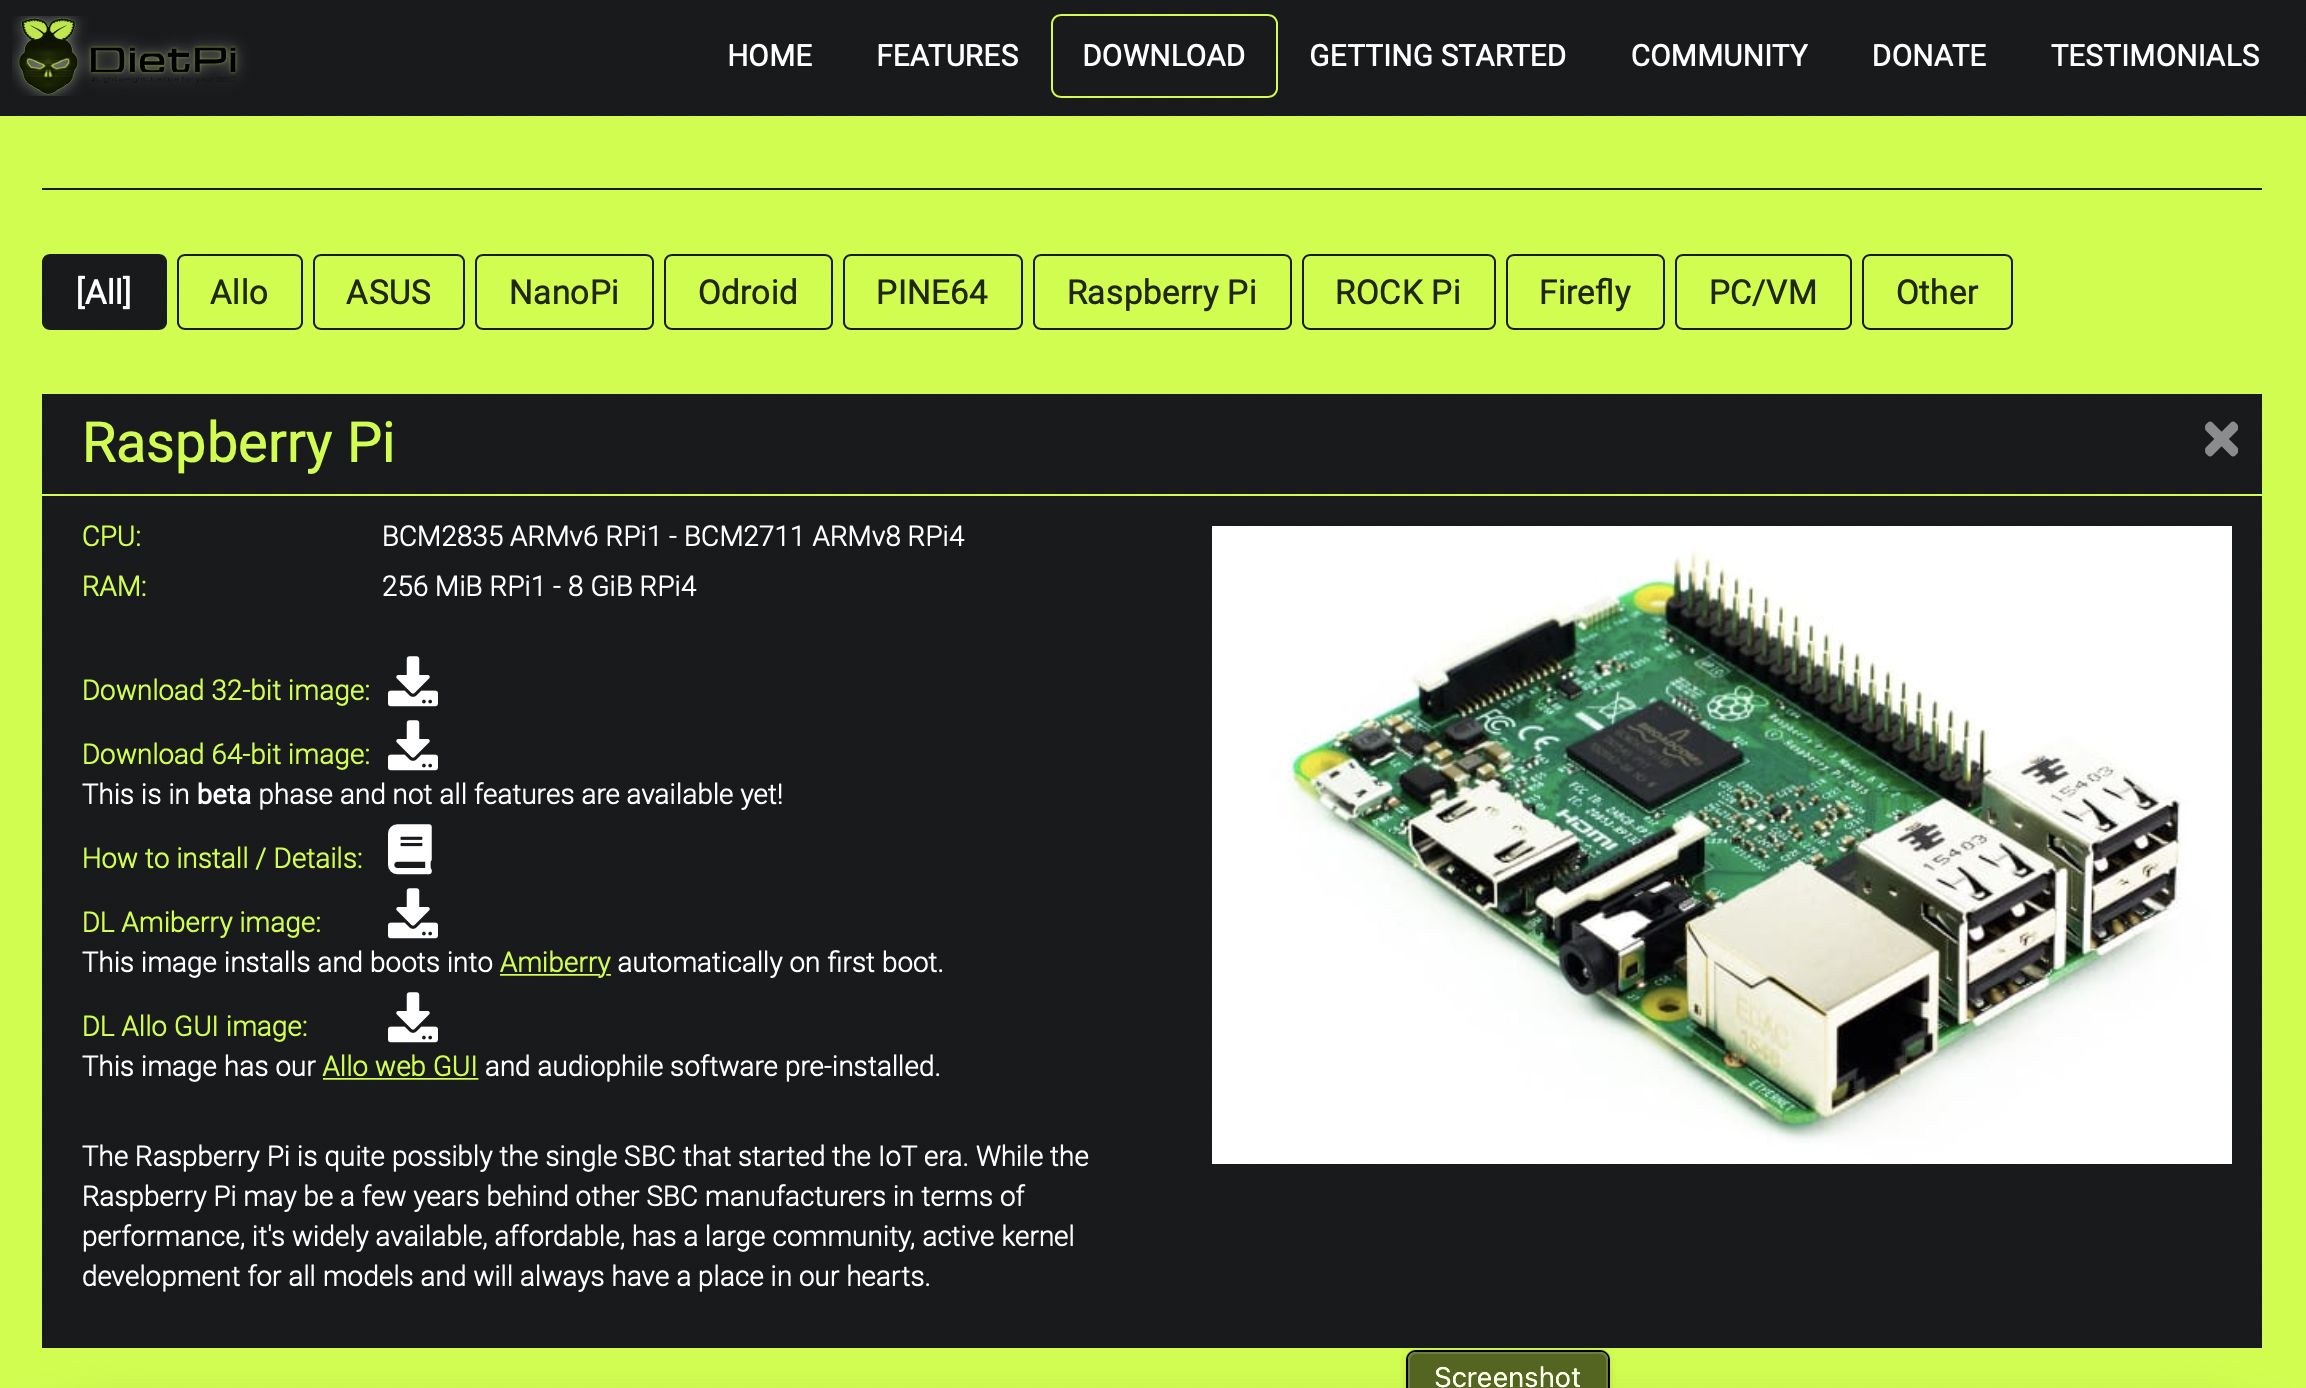 DietPi
HOME
FEATURES
DOWNLOAD
GETTING STARTED
COMMUNITY
DONATE
TESTIMONIALS
[All]
Allo
ASUS
NanoPi
Odroid
PINE64
Raspberry Pi
ROCK Pi
Firefly
PC/VM
Other
Raspberry Pi
CPU: BCM2835 ARMv6 RPi1 - BCM2711 ARMv8 RPi4
RAM: 256 MiB RPi1 - 8 GiB RPi4
Download 32-bit image:
Download 64-bit image:
This is in beta phase and not all features are available yet!
How to install / Details:
DL Amiberry image:
This image installs and boots into Amiberry automatically on first boot.
DL Allo GUI image:
This image has our Allo web GUI and audiophile software pre-installed.
The Raspberry Pi is quite possibly the single SBC that started the IoT era. While the
Raspberry Pi may be a few years behind other SBC manufacturers in terms of
performance, it's widely available, affordable, has a large community, active kernel
development for all models and will always have a place in our hearts.
HDMI
15403
15403
ETHERNET
Screenshot